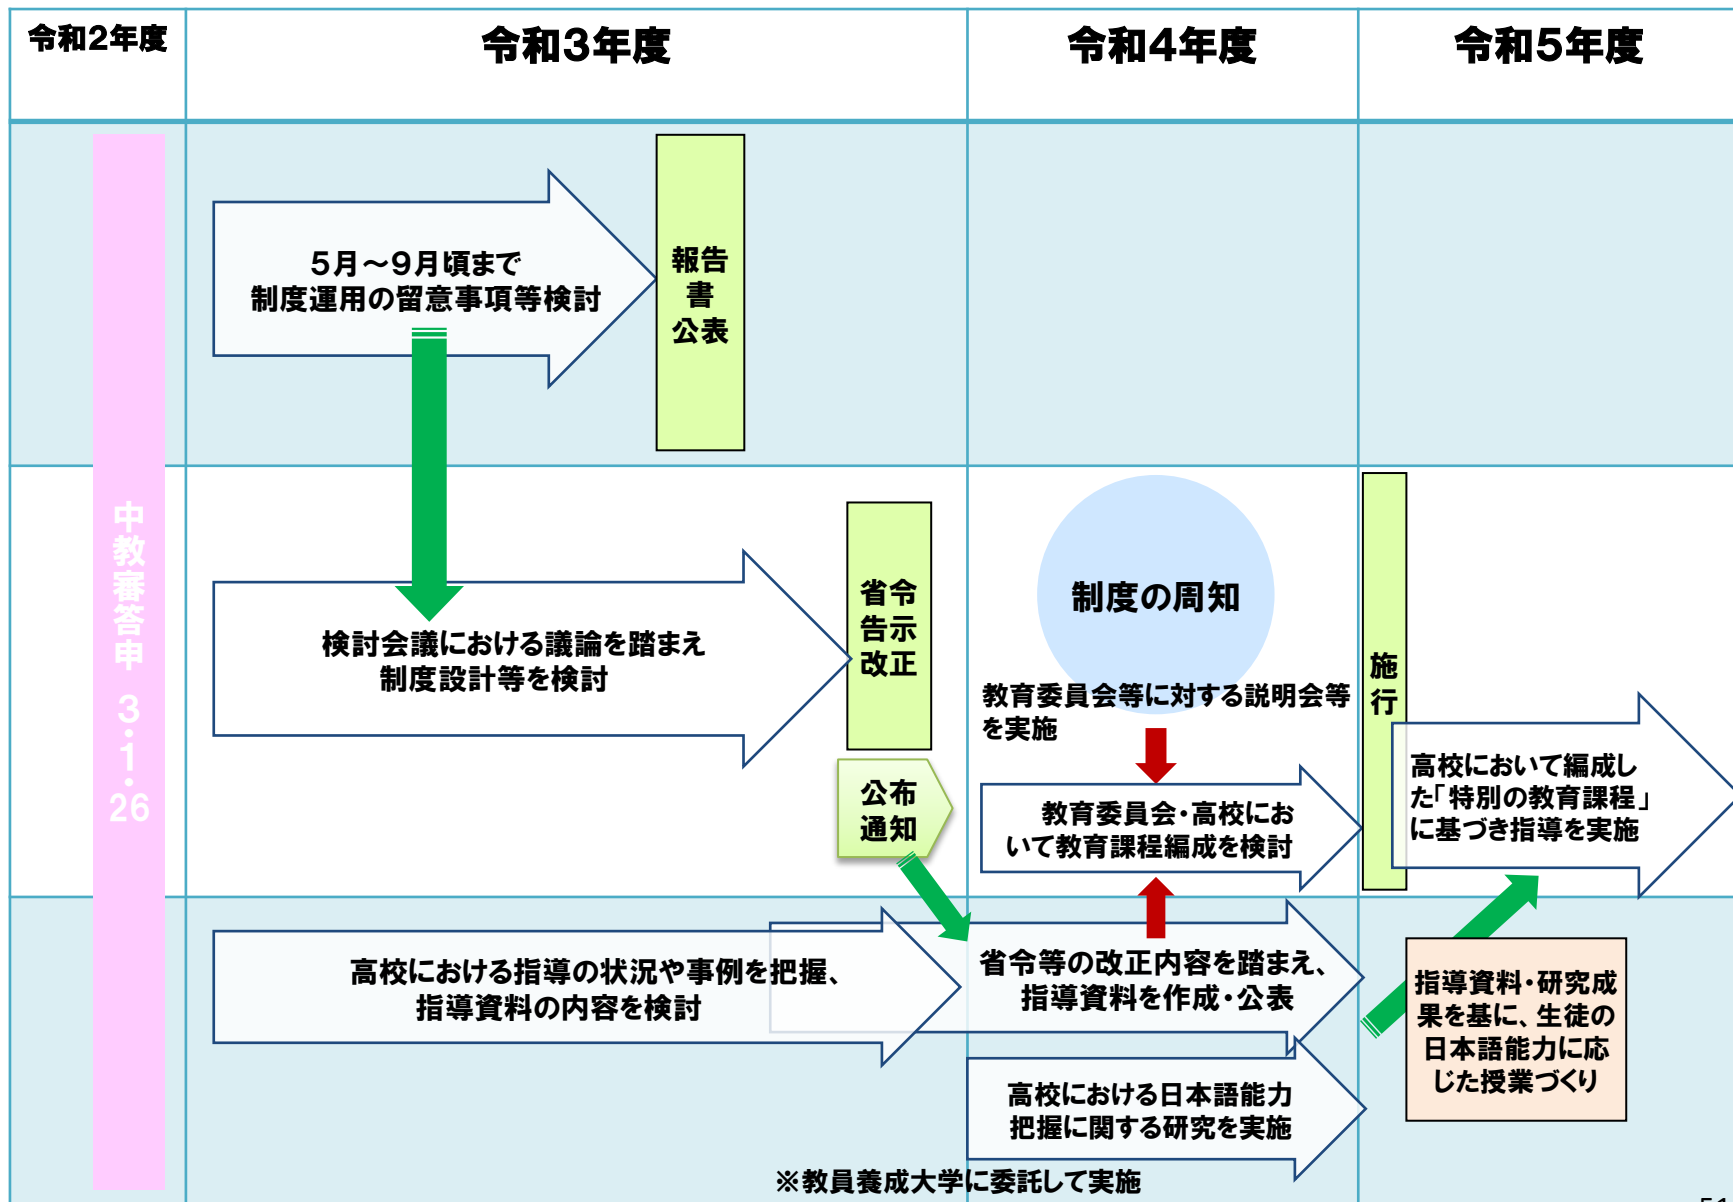 令和2年度
令和3年度
令和4年度
令和5年度
中教審答申 3・1・26
5月～9月頃まで
制度運用の留意事項等検討
報告
書
公表
検討会議における議論を踏まえ
制度設計等を検討
省令
告示
改正
公布
通知
制度の周知
教育委員会等に対する説明会等
を実施
教育委員会・高校にお
いて教育課程編成を検討
施
行
高校において編成し
た「特別の教育課程」
に基づき指導を実施
高校における指導の状況や事例を把握、
指導資料の内容を検討
省令等の改正内容を踏まえ、
指導資料を作成・公表
高校における日本語能力
把握に関する研究を実施
※教員養成大学に委託して実施
指導資料・研究成
果を基に、生徒の
日本語能力に応
じた授業づくり